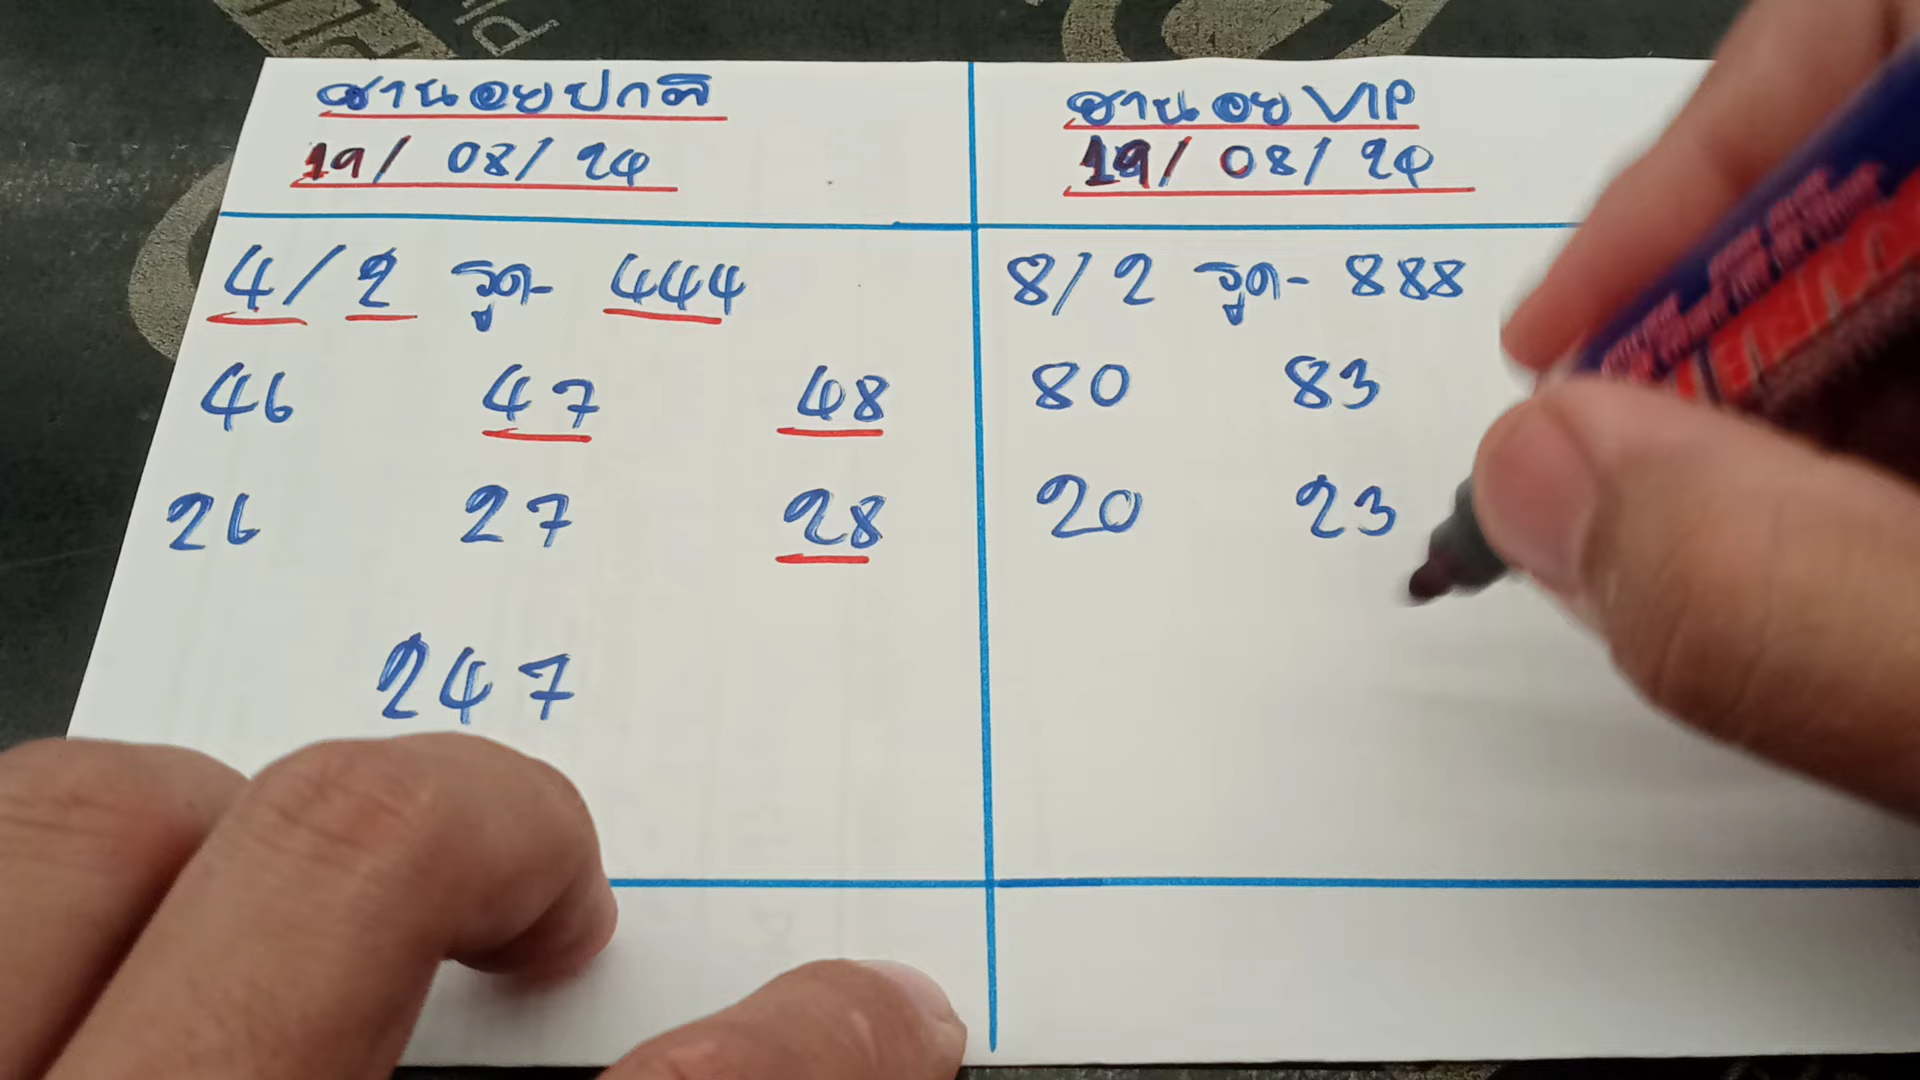 ฮานอยปกติ
19/ 08/ 24
4/2 รูด- 444
46 47 48
26 27 28
247
ฮานอย VIP
19/ 08/ 24
8/2 รูด- 888
80 83
20 23